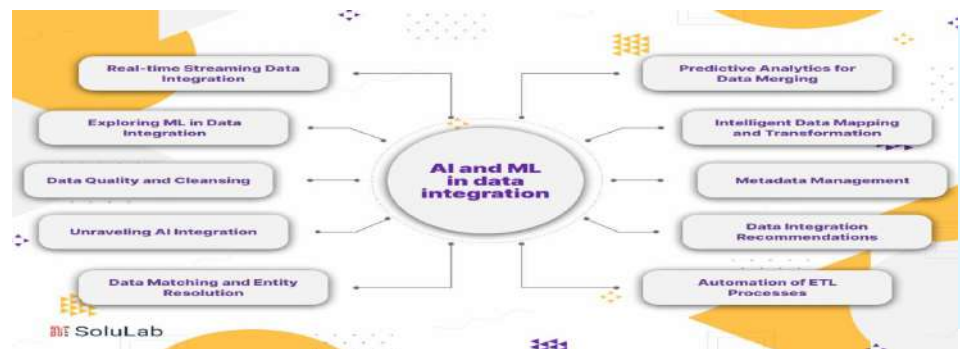 Real-time Streaming Data
Integration
Exploring ML in Data
Integration
Data Quality and Cleansing
Unraveling AI Integration
Data Matching and Entity
Resolution
AI and ML
in data
integration
Predictive Analytics for
Data Merging
Intelligent Data Mapping
and Transformation
Metadata Management
Data Integration
Recommendations
Automation of ETL
Processes
SoluLab